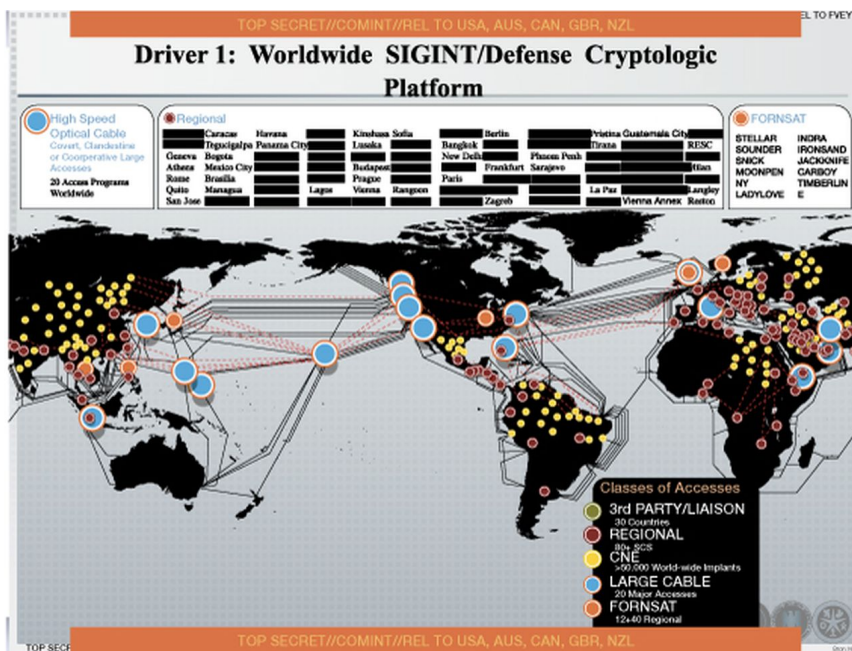 TOP SECRET//COMINT//REL TO USA, AUS, CAN, GBR, NZL
EL TO FVEY
Driver 1: Worldwide SIGINT/Defense Cryptologic
Platform
High Speed
Optical Cable
Covert, Clandestine
or Coorperative Large
Accesses
20 Access Programs
Worldwide
Regional
Caracas Havana Kinshasa Sofia Berlin Pristina Guatemala City
Tegucigalpa Panama City Lusaka Bangkok Tirana RESC
Geneva Bogota New Delhi Phnom Penh
Athens Mexico City Budapest Frankfurt Sarajevo Milan
Rome Brasilia Prague Paris
Quito Managua Lagos Vienna Rangoon La Paz Langley
San Jose Zagreb Vienna Annex Reston
FORNSAT
STELLAR INDRA
SOUNDER IRONSAND
SNICK JACKKNIFE
MOONPEN CARBOY
NY TIMBERLIN
LADYLOVE E
Classes of Accesses
3rd PARTY/LIAISON
30 Countries
REGIONAL
80+ SCS
CNE
>50,000 World-wide Implants
LARGE CABLE
20 Major Accesses
FORNSAT
12+40 Regional
TOP SECRET//COMINT//REL TO USA, AUS, CAN, GBR, NZL
TOP SECR